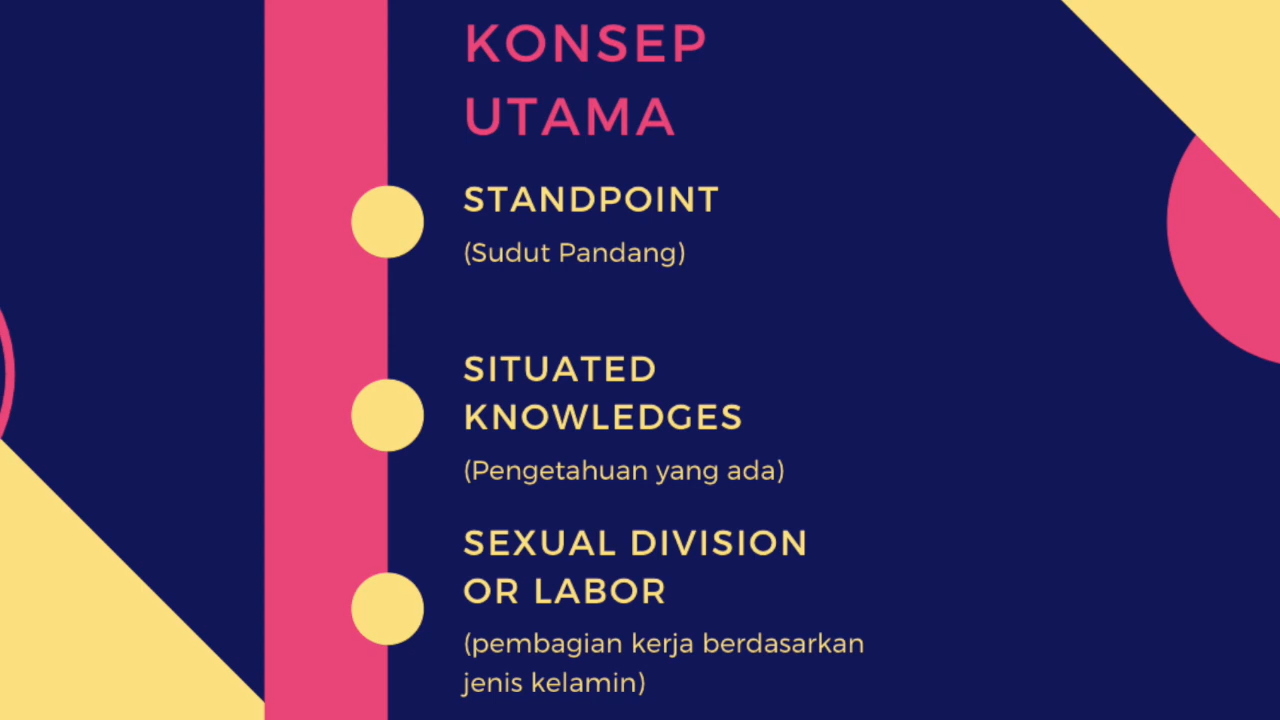 KONSEP
UTAMA
STANDPOINT
(Sudut Pandang)
SITUATED
KNOWLEDGES
(Pengetahuan yang ada)
SEXUAL DIVISION
OR LABOR
(pembagian kerja berdasarkan
jenis kelamin)